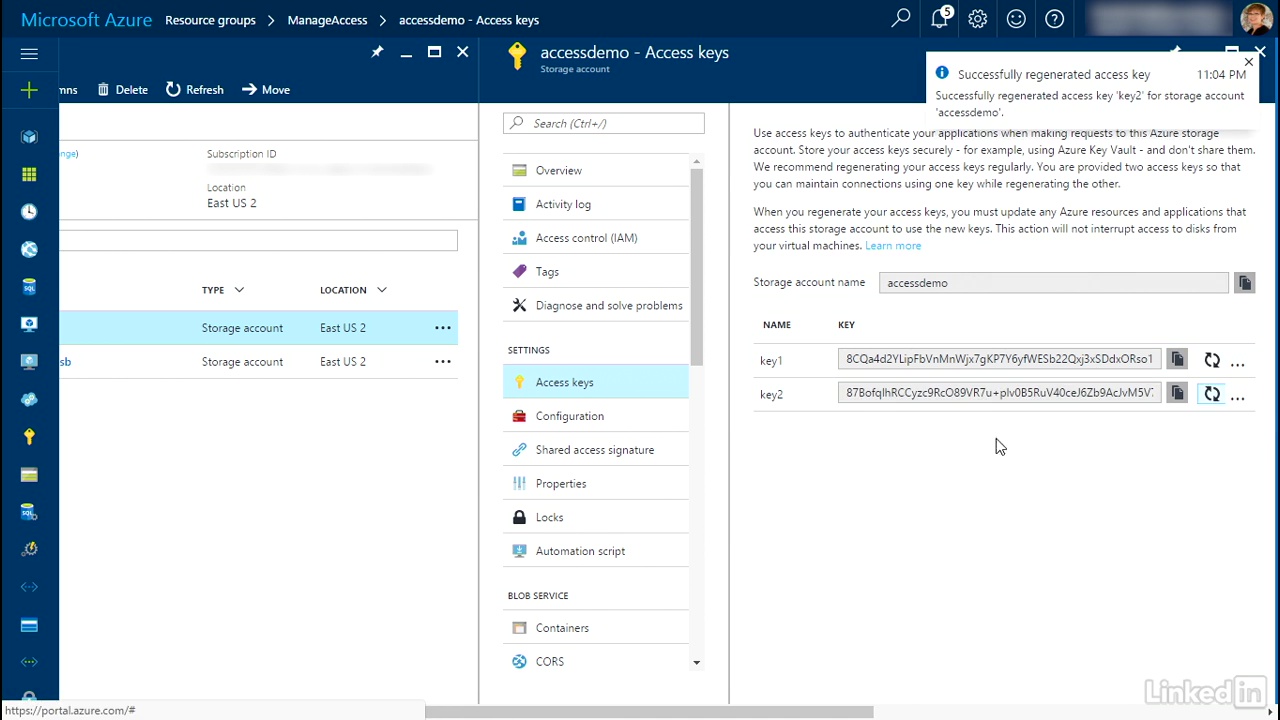 Microsoft Azure Resource groups > ManageAccess > accessdemo - Access keys
5
accessdemo - Access keys
Storage account
Successfully regenerated access key 11:04 PM
Successfully regenerated access key 'key2' for storage account
'accessdemo'.
mns Delete Refresh Move
nge)
Subscription ID
Location
East US 2
TYPE LOCATION
Storage account East US 2 ...
sb Storage account East US 2 ...
Search (Ctrl+/)
Overview
Activity log
Access control (IAM)
Tags
Diagnose and solve problems
SETTINGS
Access keys
Configuration
Shared access signature
Properties
Locks
Automation script
BLOB SERVICE
Containers
CORS
Use access keys to authenticate your applications when making requests to this Azure storage
account. Store your access keys securely - for example, using Azure Key Vault - and don't share them.
We recommend regenerating your access keys regularly. You are provided two access keys so that
you can maintain connections using one key while regenerating the other.
When you regenerate your access keys, you must update any Azure resources and applications that
access this storage account to use the new keys. This action will not interrupt access to disks from
your virtual machines. Learn more
Storage account name accessdemo
NAME KEY
key1 8CQa4d2YLipFbVnMnWjx7gKP7Y6yfWESb22Qxj3xSDdxORso1 ...
key2 ...
https://portal.azure.com/#
LinkedIn